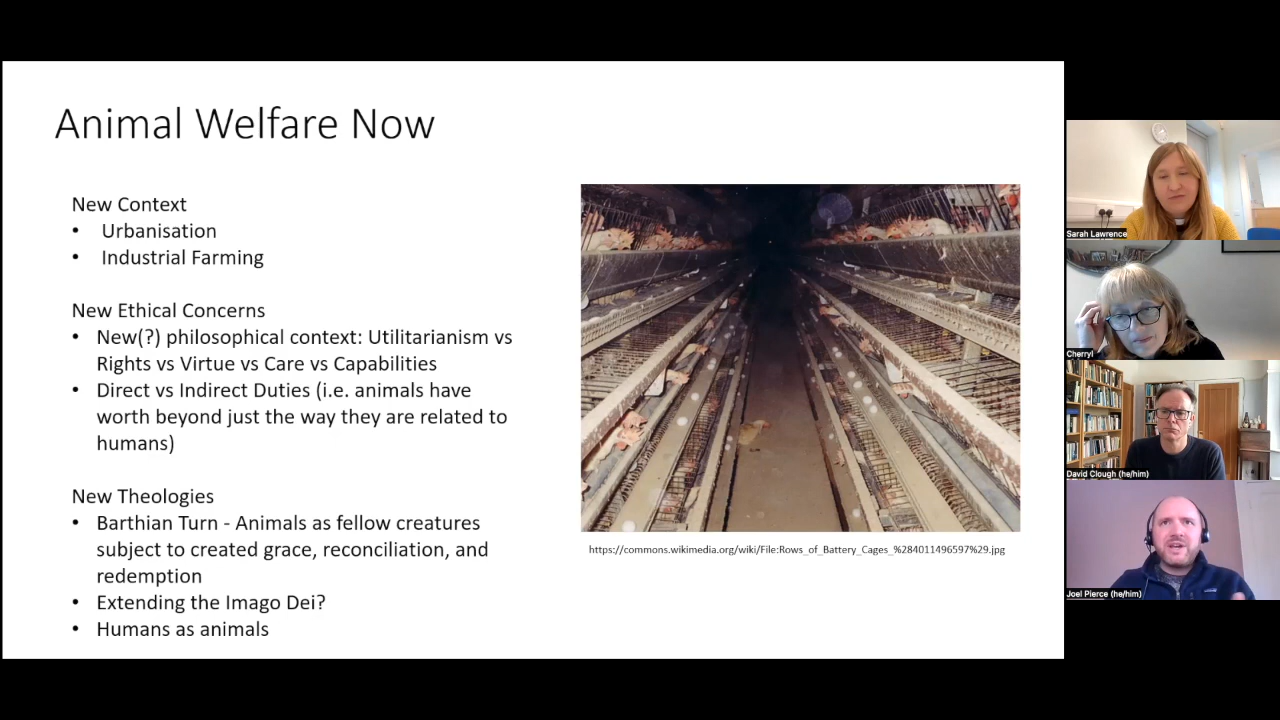 Animal Welfare Now
New Context
• Urbanisation
• Industrial Farming
New Ethical Concerns
• New(?) philosophical context: Utilitarianism vs
Rights vs Virtue vs Care vs Capabilities
• Direct vs Indirect Duties (i.e. animals have
worth beyond just the way they are related to
humans)
New Theologies
• Barthian Turn - Animals as fellow creatures
subject to created grace, reconciliation, and
redemption
• Extending the Imago Dei?
• Humans as animals
https://commons.wikimedia.org/wiki/File:Rows_of_Battery_Cages_%284011496597%29.jpg
Sarah Lawrence
Cherryl
David Clough (he/him)
Joel Pierce (he/him)